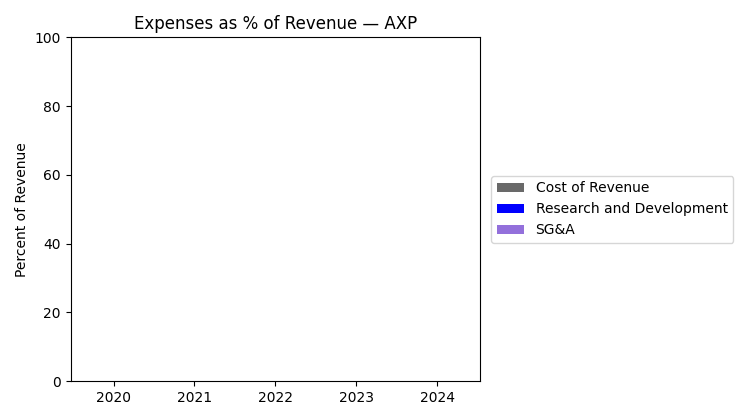 Expenses as % of Revenue — AXP
100
80
60
40
20
0
Percent of Revenue
2020 2021 2022 2023 2024
Cost of Revenue
Research and Development
SG&A